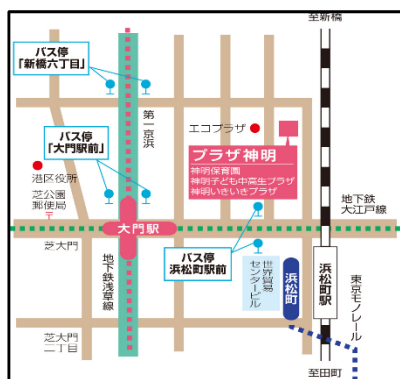 至新橋
バス停
「新橋六丁目」
第一京浜
バス停
「大門駅前」
エコプラザ
プラザ神明
神明保育園
神明子ども中高生プラザ
神明いきいきプラザ
港区役所
芝公園
郵便局
地下鉄
大江戸線
大門駅
芝大門
バス停
浜松町駅前
地下鉄浅草線
世界貿易
センタービル
浜松町
浜松町駅
東京モノレール
芝大門
二丁目
至田町